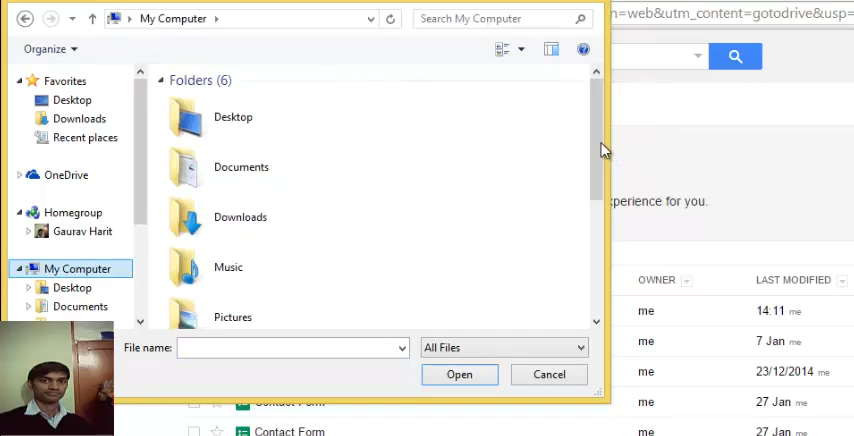 My Computer
Search My Computer
n=web&utm_content=gotodrive&usp=
Organize
Favorites
Desktop
Downloads
Recent places
OneDrive
Homegroup
Gaurav Harit
My Computer
Desktop
Documents
Folders (6)
Desktop
Documents
Downloads
Music
Pictures
File name:
All Files
Open
Cancel
xperience for you.
OWNER
LAST MODIFIED
me
14:11 me
me
7 Jan me
me
23/12/2014 me
Contact Form
me
27 Jan me
Contact Form
me
27 Jan me